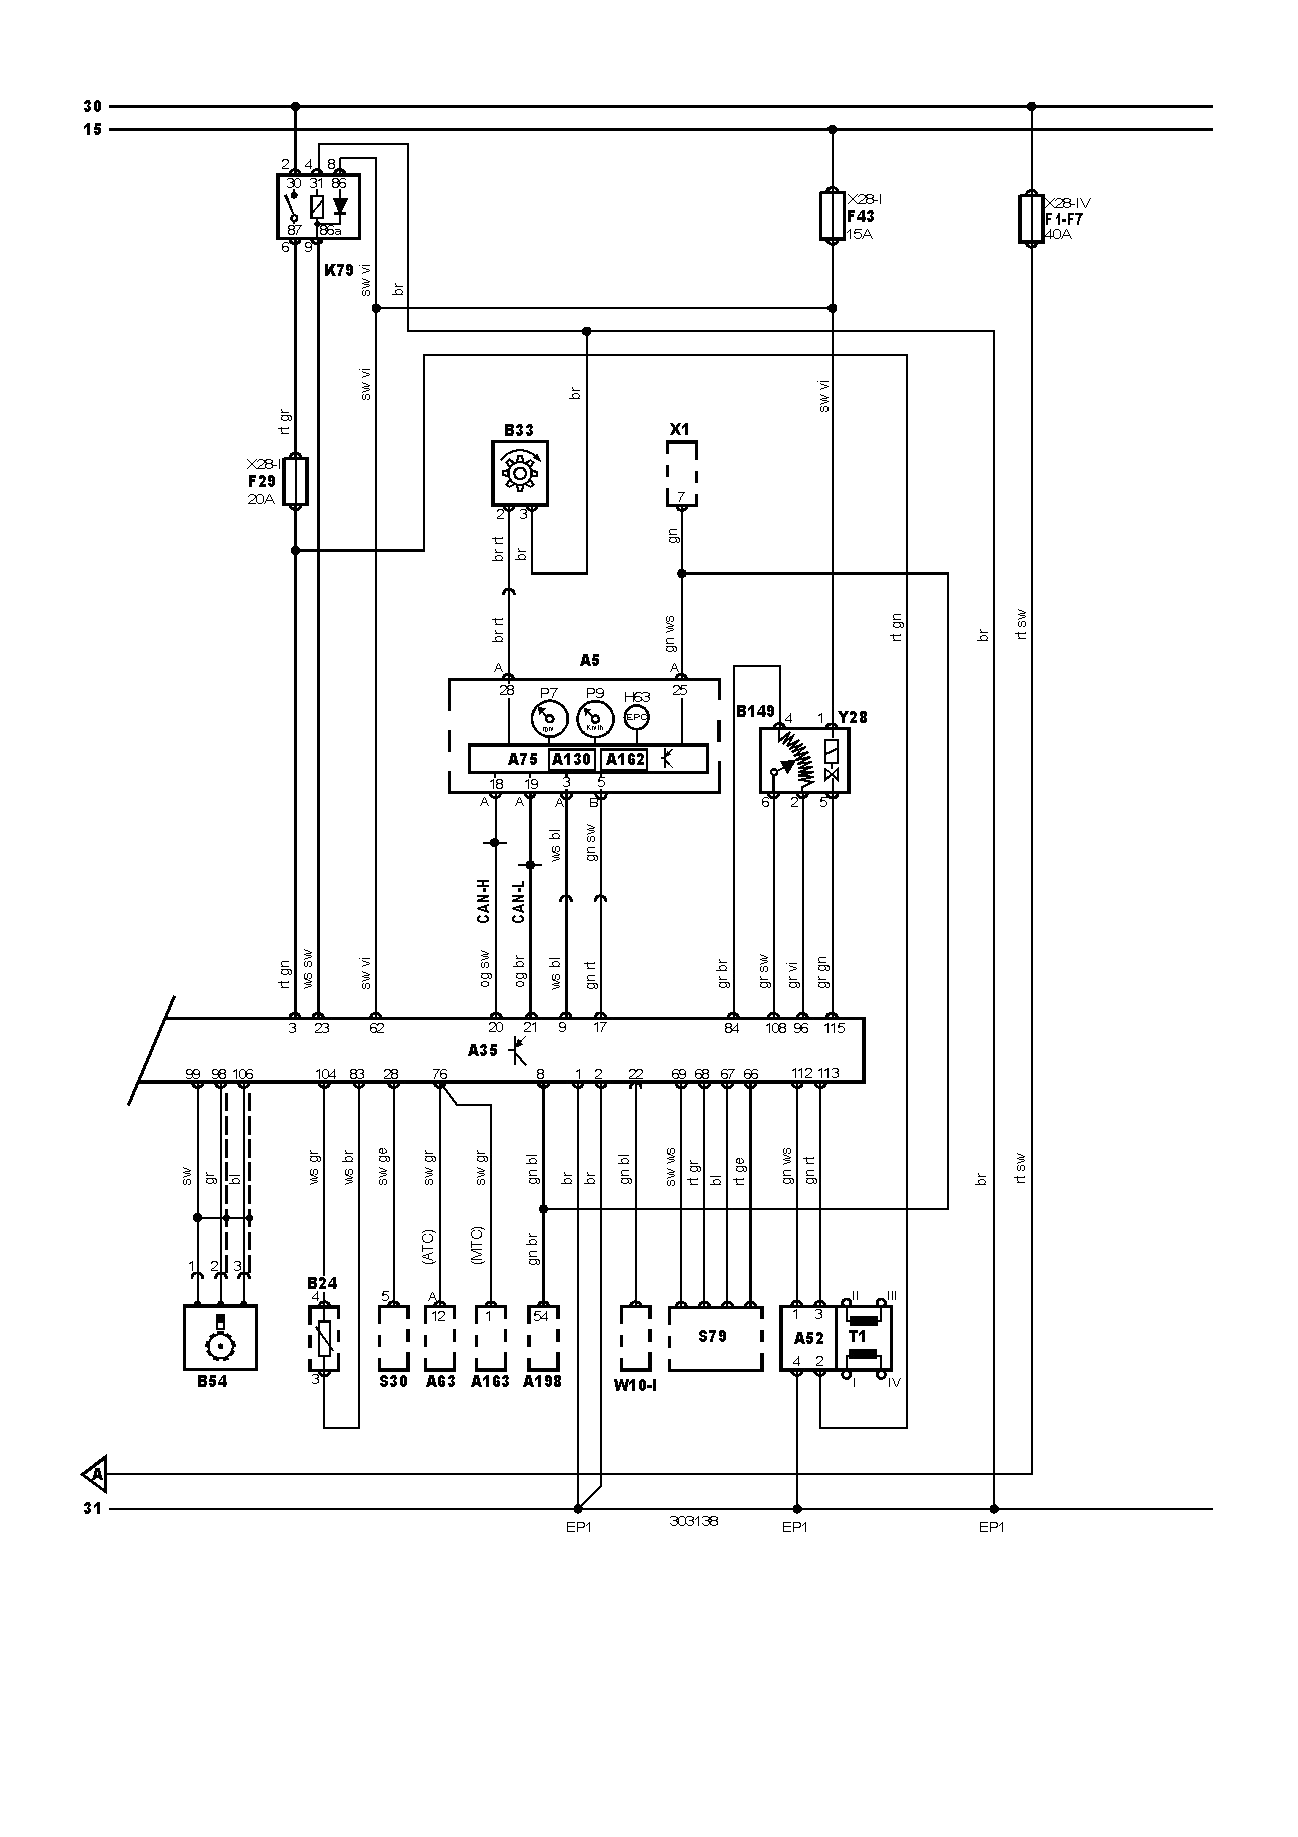 30
15
2 4 8
30 31 86
87 86a
6 9
K79
X28-I
F43
15A
X28-IV
F1-F7
40A
sw vi
br
sw vi
br
sw vi
rt gr
X28-I
F29
20A
B33
2 3
X1
7
br rt
br
gn
br rt
gn ws
rt gn
br
rt sw
A5
A
28
P7
rpm
P9
Km/h
H63
EPC
A
25
A75
A130
A162
18 19 3 5
A A A B
B149
4 1
Y28
6 2 5
ws bl
gn sw
CAN-H
CAN-L
rt gn
ws sw
sw vi
og sw
og br
ws bl
gn rt
gr br
gr sw
gr vi
gr gn
3 23 62 20 21 9 17 84 108 96 115
A35
99 98 106 104 83 28 76 8 1 2 22 69 68 67 66 112 113
sw
gr
bl
ws gr
ws br
sw ge
sw gr
sw gr
gn bl
br
br
gn bl
sw ws
rt gr
bl
rt ge
gn ws
gn rt
br
rt sw
(ATC)
(MTC)
gn br
1 2 3
B54
B24
4
3
5
S30
A
12
A63
1
A163
54
A198
W10-I
S79
1 3
A52
4 2
II III
T1
I IV
A
31
EP1
303138
EP1
EP1